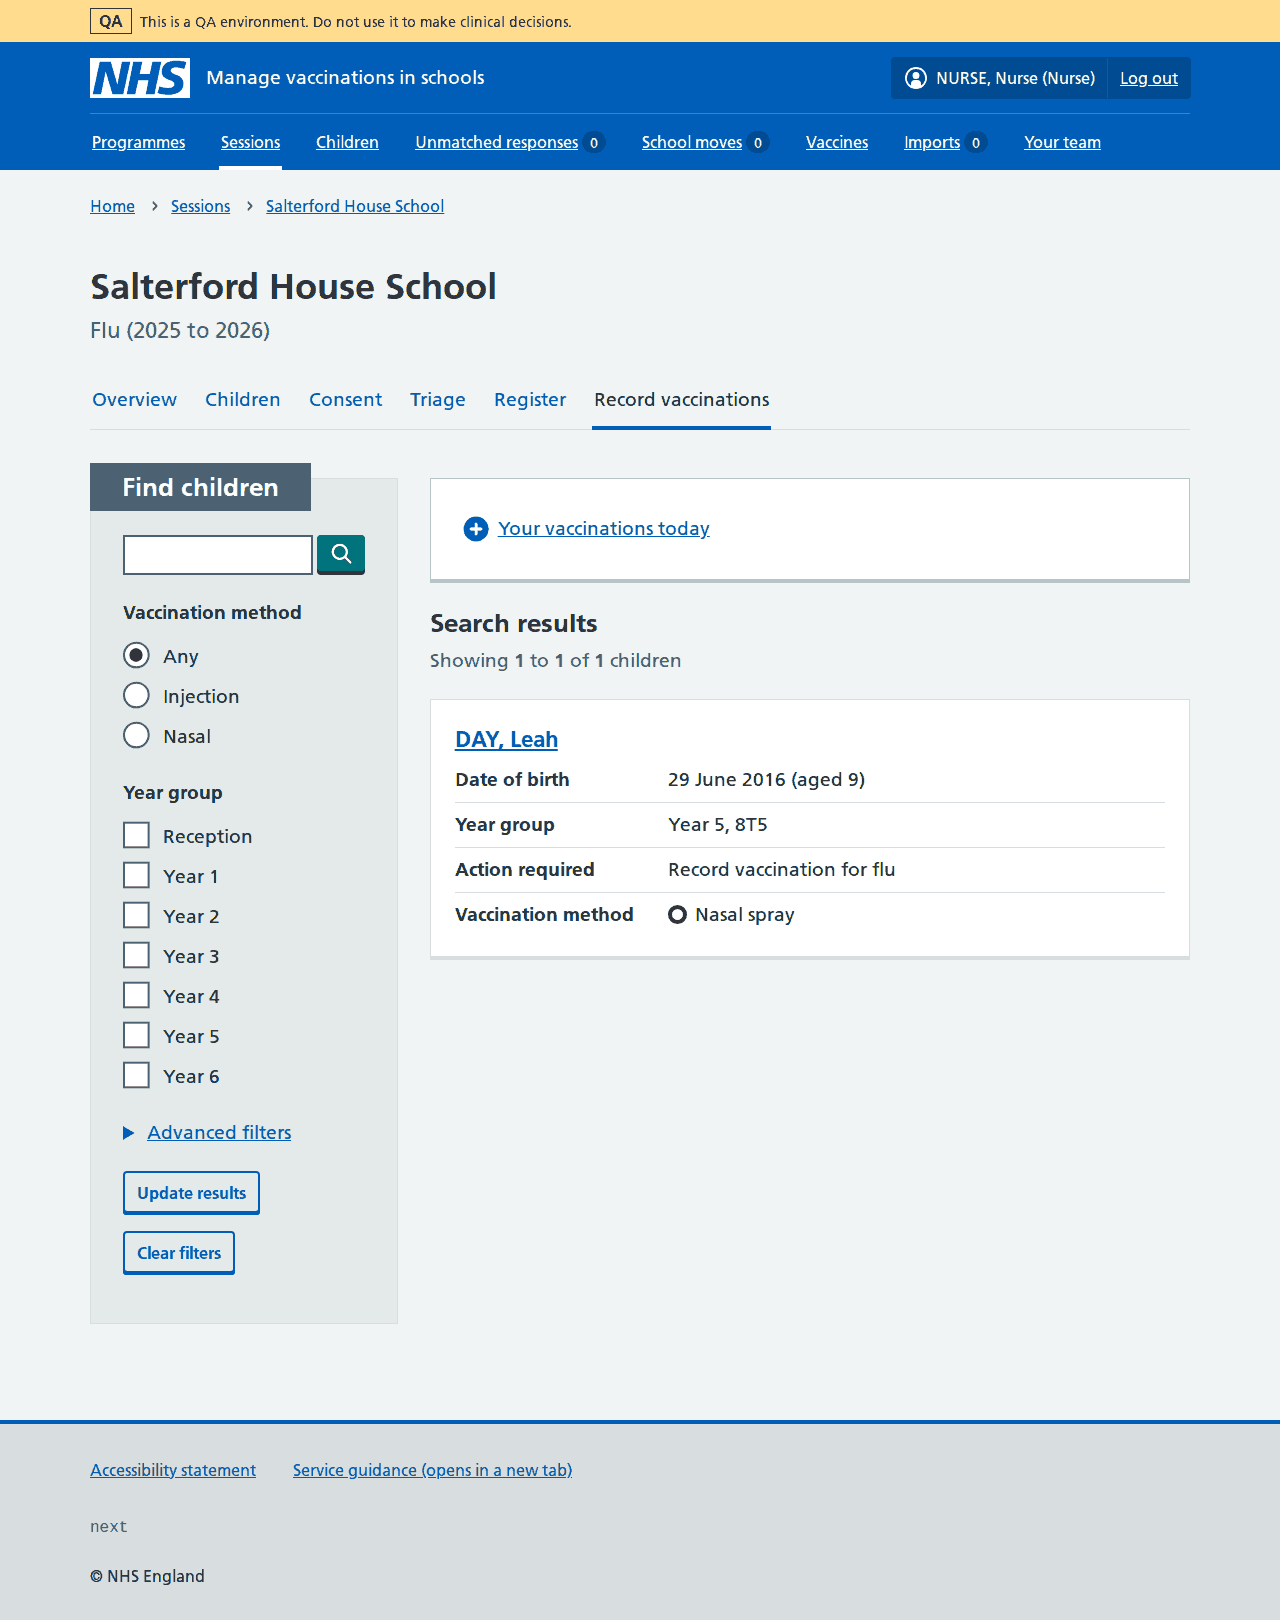 QA This is a QA environment. Do not use it to make clinical decisions.
NHS Manage vaccinations in schools NURSE, Nurse (Nurse) Log out
Programmes Sessions Children Unmatched responses 0 School moves 0 Vaccines Imports 0 Your team
Home Sessions Salterford House School
Salterford House School
Flu (2025 to 2026)
Overview Children Consent Triage Register Record vaccinations
Find children
Vaccination method
Any
Injection
Nasal
Year group
Reception
Year 1
Year 2
Year 3
Year 4
Year 5
Year 6
Advanced filters
Update results
Clear filters
Your vaccinations today
Search results
Showing 1 to 1 of 1 children
DAY, Leah
Date of birth 29 June 2016 (aged 9)
Year group Year 5, 8T5
Action required Record vaccination for flu
Vaccination method Nasal spray
Accessibility statement Service guidance (opens in a new tab)
next
© NHS England